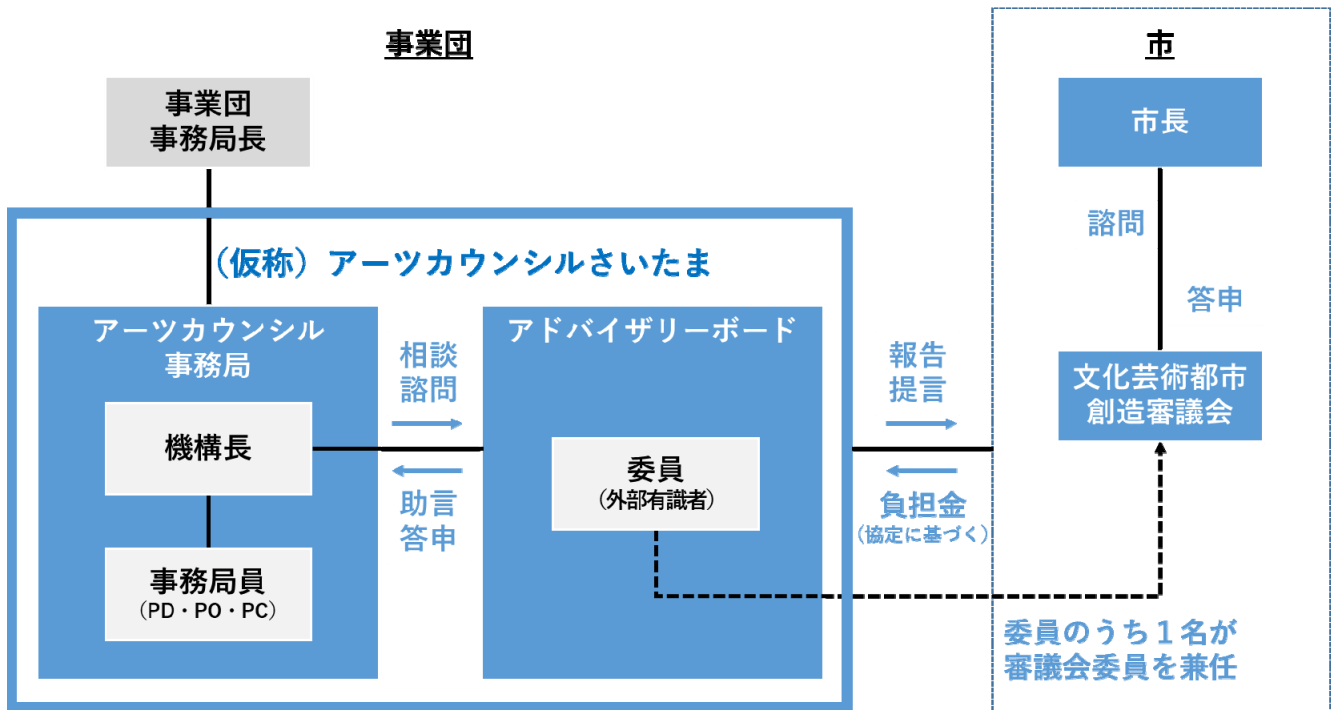 事業団
事業団
事務局長
(仮称)アーツカウンシルさいたま
アーツカウンシル
事務局
機構長
事務局員
(PD・PO・PC)
相談
諮問
助言
答申
アドバイザリーボード
委員
(外部有識者)
報告
提言
負担金
(協定に基づく)
市
市長
諮問
答申
文化芸術都市
創造審議会
委員のうち1名が
審議会委員を兼任